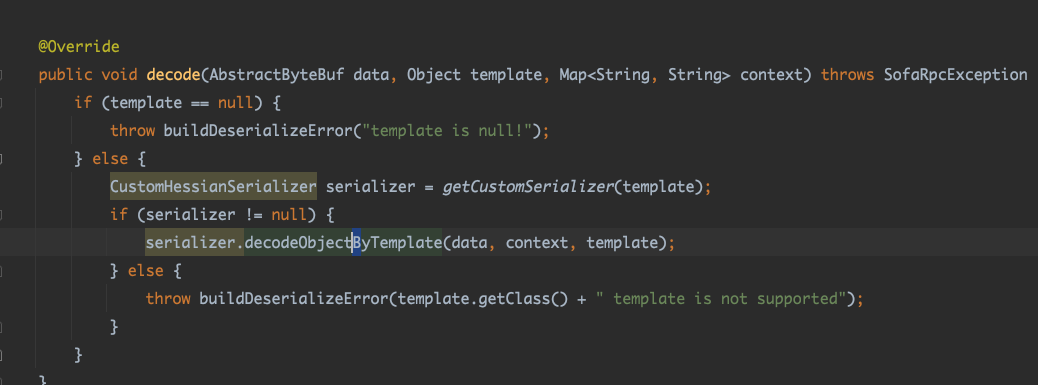 @Override
public void decode(AbstractByteBuf data, Object template, Map<String, String> context) throws SofaRpcException
if (template == null) {
throw buildDeserializeError("template is null!");
} else {
CustomHessianSerializer serializer = getCustomSerializer(template);
if (serializer != null) {
serializer.decodeObjectByTemplate(data, context, template);
} else {
throw buildDeserializeError(template.getClass() + " template is not supported");
}
}
}